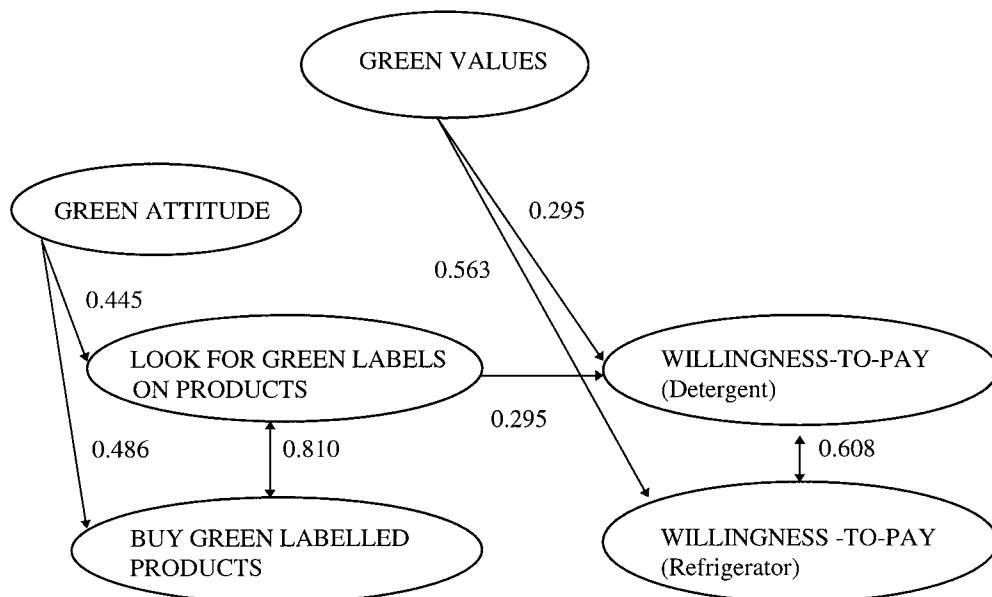 GREEN VALUES
GREEN ATTITUDE
0.295
0.563
0.445
LOOK FOR GREEN LABELS
ON PRODUCTS
WILLINGNESS-TO-PAY
(Detergent)
0.295
0.486
0.810
0.608
BUY GREEN LABELLED
PRODUCTS
WILLINGNESS -TO-PAY
(Refrigerator)